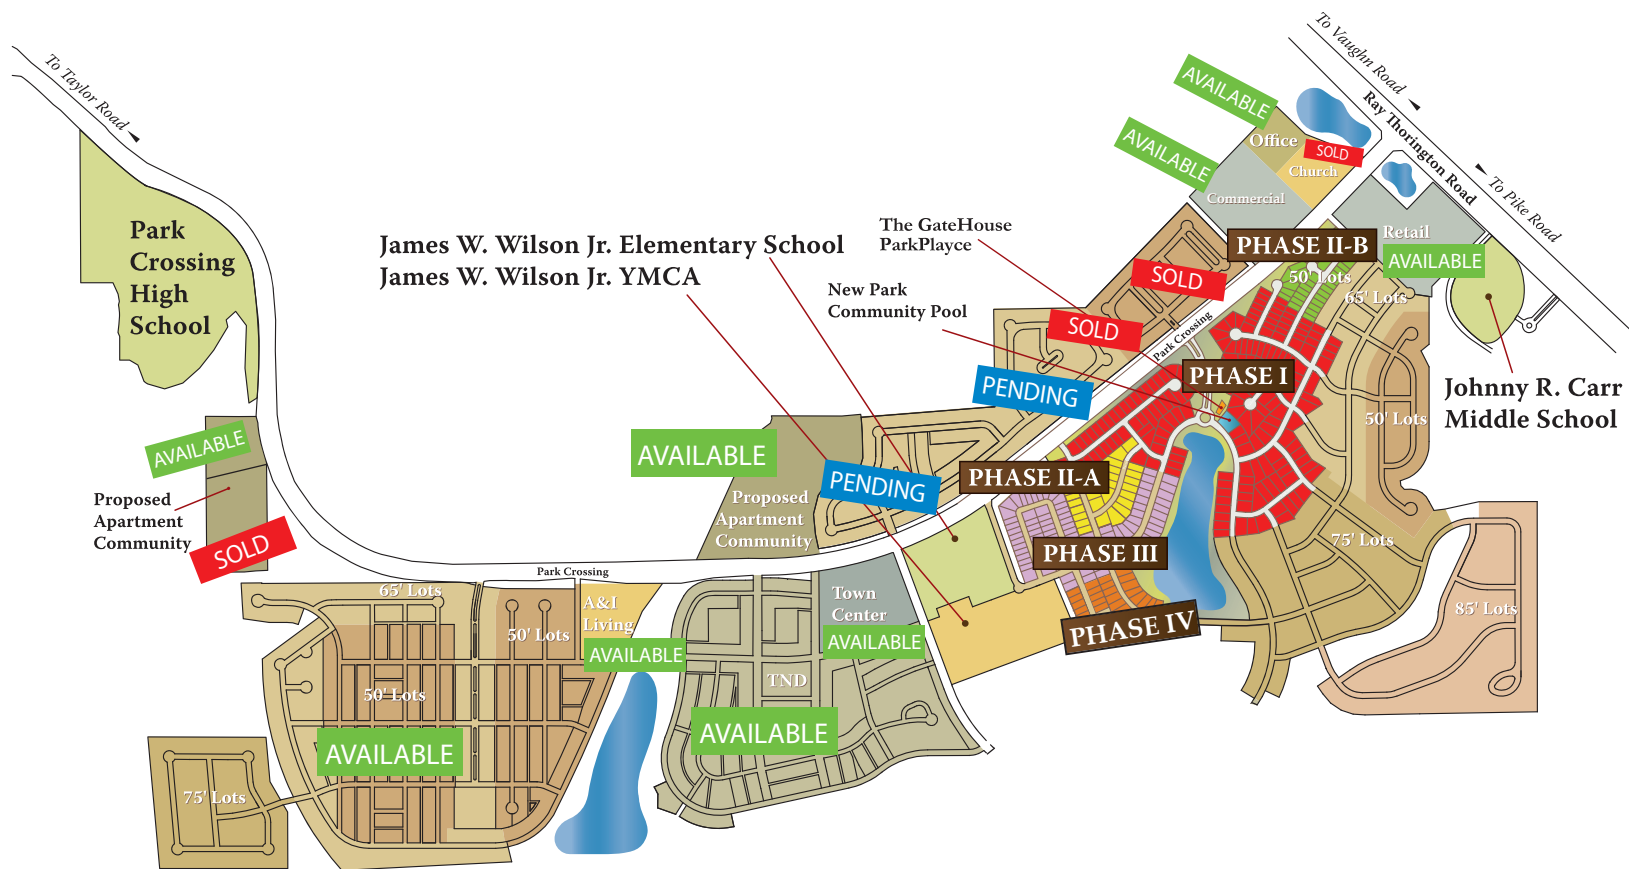 To Taylor Road
To Vaughn Road
Ray Thorington Road
To Pike Road
AVAILABLE
Office
SOLD
Church
AVAILABLE
Commercial
Park
Crossing
High
School
James W. Wilson Jr. Elementary School
James W. Wilson Jr. YMCA
The GateHouse
ParkPlayce
New Park
Community Pool
PHASE II-B
Retail
AVAILABLE
50' Lots
65' Lots
SOLD
SOLD
Park Crossing
PENDING
PHASE I
Johnny R. Carr
Middle School
50' Lots
AVAILABLE
Proposed
Apartment
Community
SOLD
AVAILABLE
Proposed
Apartment
Community
PENDING
PHASE II-A
PHASE III
PHASE IV
75' Lots
85' Lots
Park Crossing
65' Lots
50' Lots
A&I
Living
AVAILABLE
Town
Center
AVAILABLE
TND
AVAILABLE
50' Lots
AVAILABLE
75' Lots